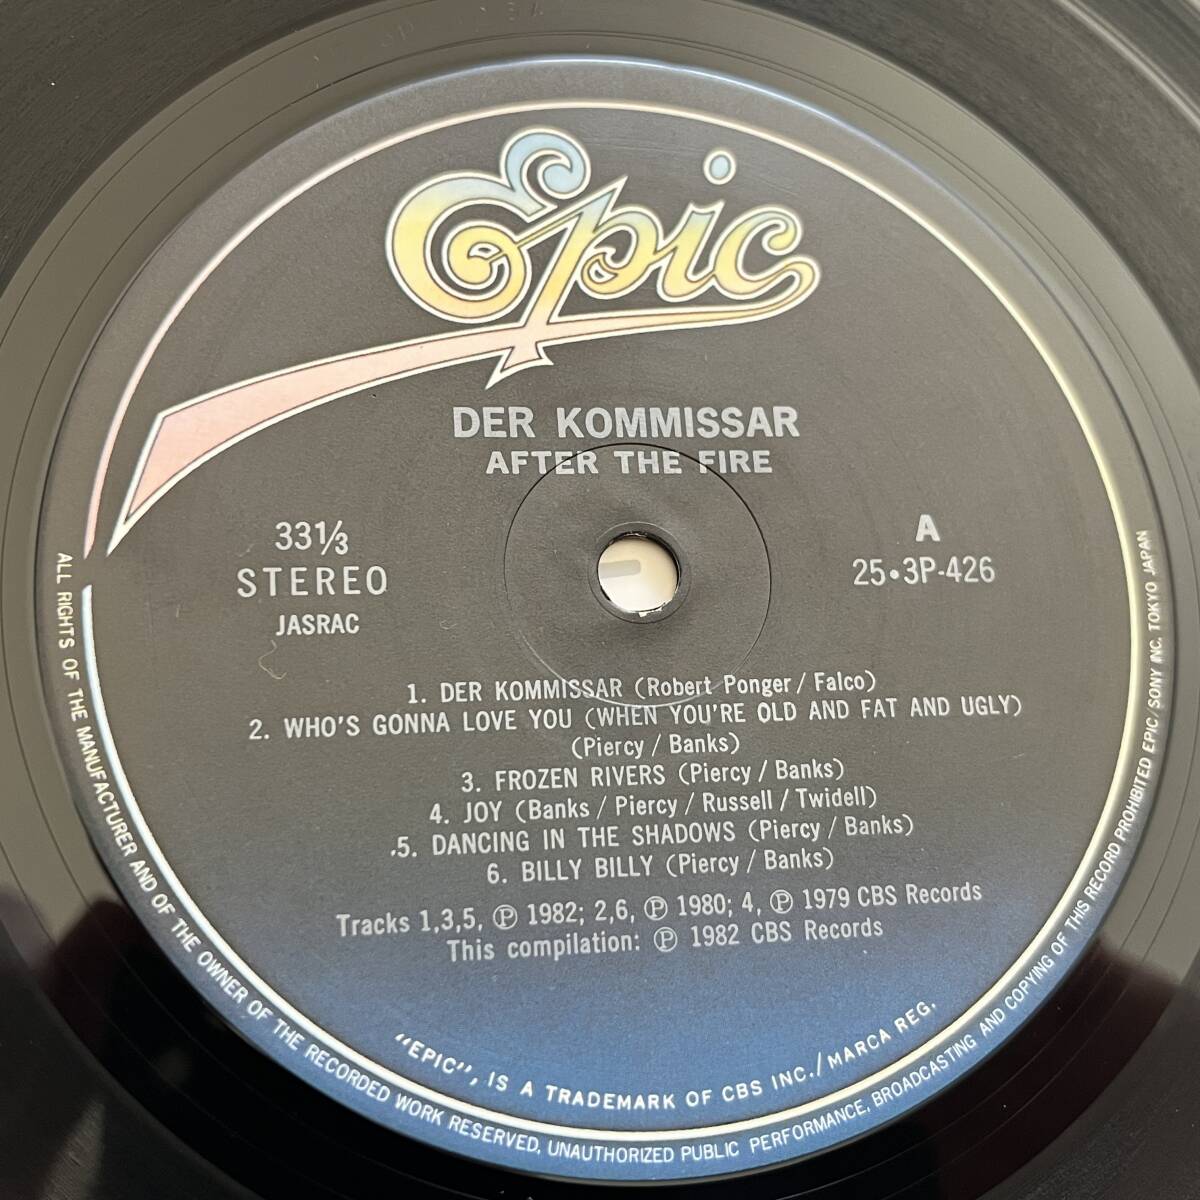 Epic
DER KOMMISSAR
AFTER THE FIRE
33⅓
STEREO
JASRAC
A
25•3P-426
1. DER KOMMISSAR (Robert Ponger / Falco)
2. WHO'S GONNA LOVE YOU (WHEN YOU'RE OLD AND FAT AND UGLY)
(Piercy / Banks)
3. FROZEN RIVERS (Piercy / Banks)
4. JOY (Banks / Piercy / Russell / Twidell)
.5. DANCING IN THE SHADOWS (Piercy / Banks)
6. BILLY BILLY (Piercy / Banks)
Tracks 1,3,5, Ⓟ 1982; 2,6, Ⓟ 1980; 4, Ⓟ 1979 CBS Records
This compilation: Ⓟ 1982 CBS Records
"EPIC", IS A TRADEMARK OF CBS INC./MARCA REG.
ALL RIGHTS OF THE MANUFACTURER AND OF THE OWNER OF THE RECORDED WORK RESERVED, UNAUTHORIZED PUBLIC PERFORMANCE, BROADCASTING AND COPYING OF THIS RECORD PROHIBITED EPIC/SONY INC. TOKYO JAPAN